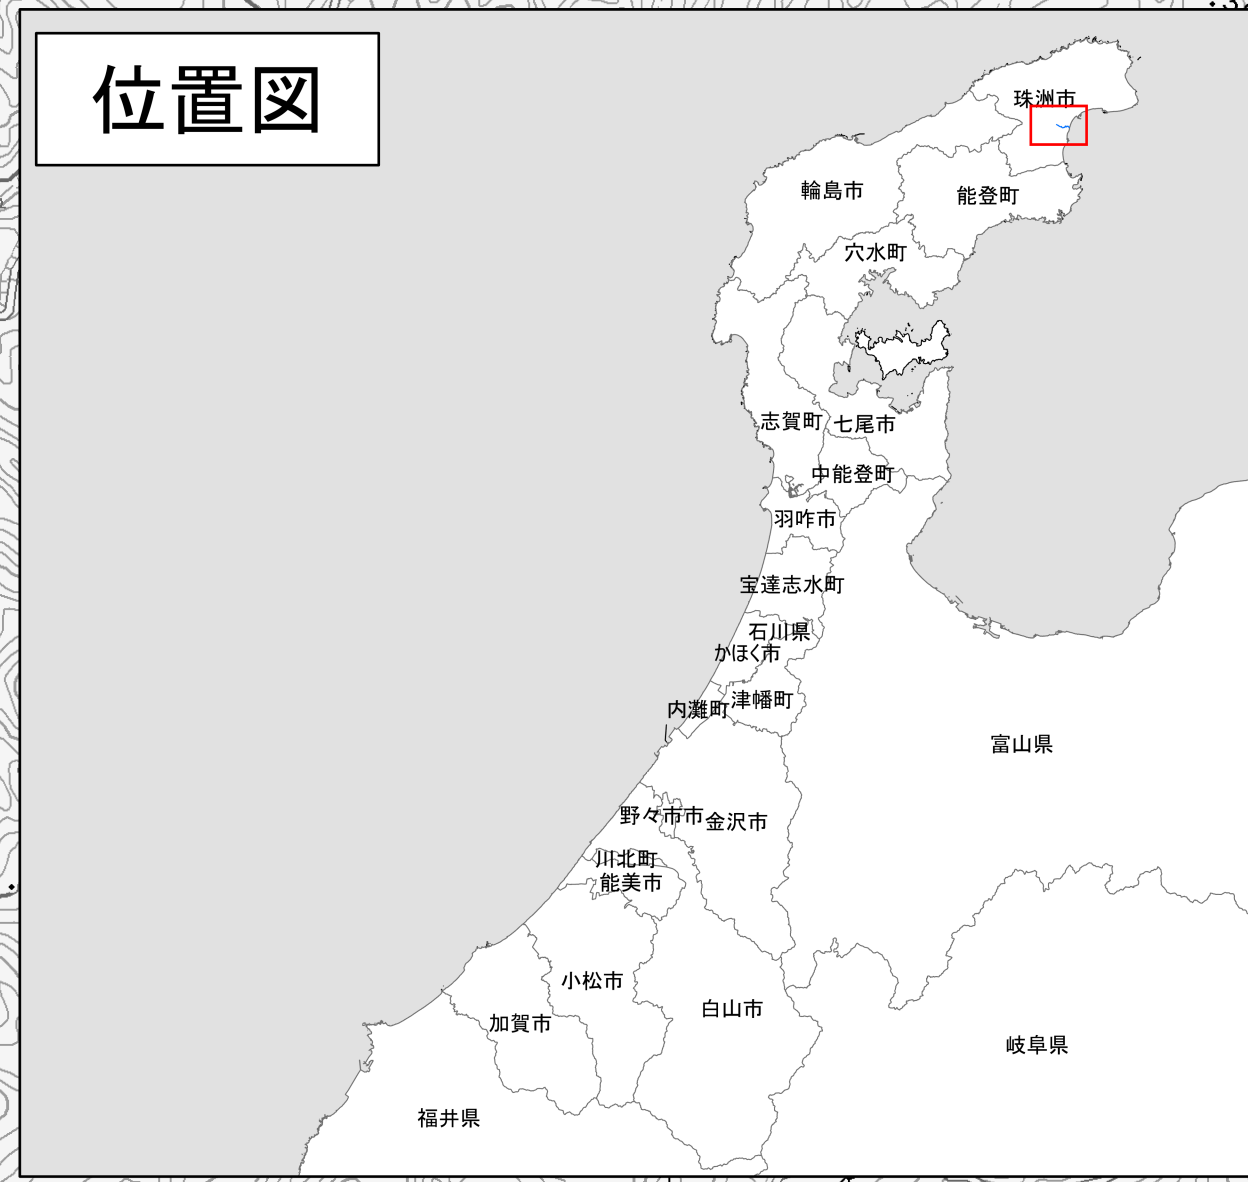 位置図
珠洲市
輪島市
能登町
穴水町
志賀町
七尾市
中能登町
羽咋市
宝達志水町
石川県
かほく市
津幡町
内灘町
富山県
野々市市
金沢市
川北町
能美市
小松市
白山市
加賀市
岐阜県
福井県